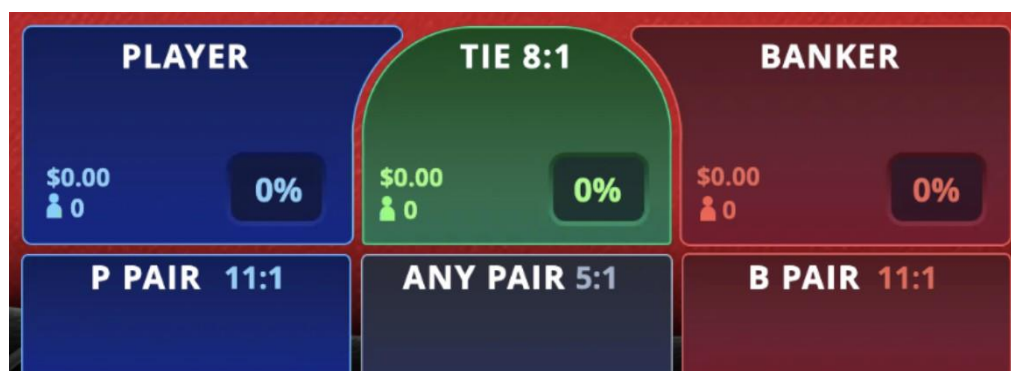 PLAYER
TIE 8:1
BANKER
$0.00
0
0%
$0.00
0
0%
$0.00
0
0%
P PAIR 11:1
ANY PAIR 5:1
B PAIR 11:1